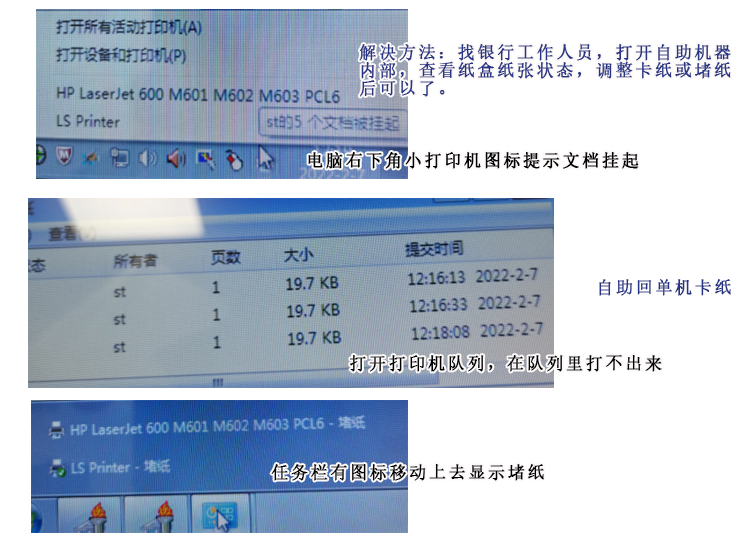 打开所有活动打印机(A)
打开设备和打印机(P)
HP LaserJet 600 M601 M602 M603 PCL6
LS Printer
st的5 个文档被挂起
2022-2-7
解决方法：找银行工作人员，打开自助机器
内部，查看纸盒纸张状态，调整卡纸或堵纸
后可以了。
电脑右下角小打印机图标提示文档挂起
查看(V)
状态 所有者 页数 大小 提交时间
st 1 19.7 KB 12:16:13 2022-2-7
st 1 19.7 KB 12:16:33 2022-2-7
st 1 19.7 KB 12:18:08 2022-2-7
自助回单机卡纸
打开打印机队列，在队列里打不出来
HP LaserJet 600 M601 M602 M603 PCL6 - 堵纸
LS Printer - 堵纸
任务栏有图标移动上去显示堵纸